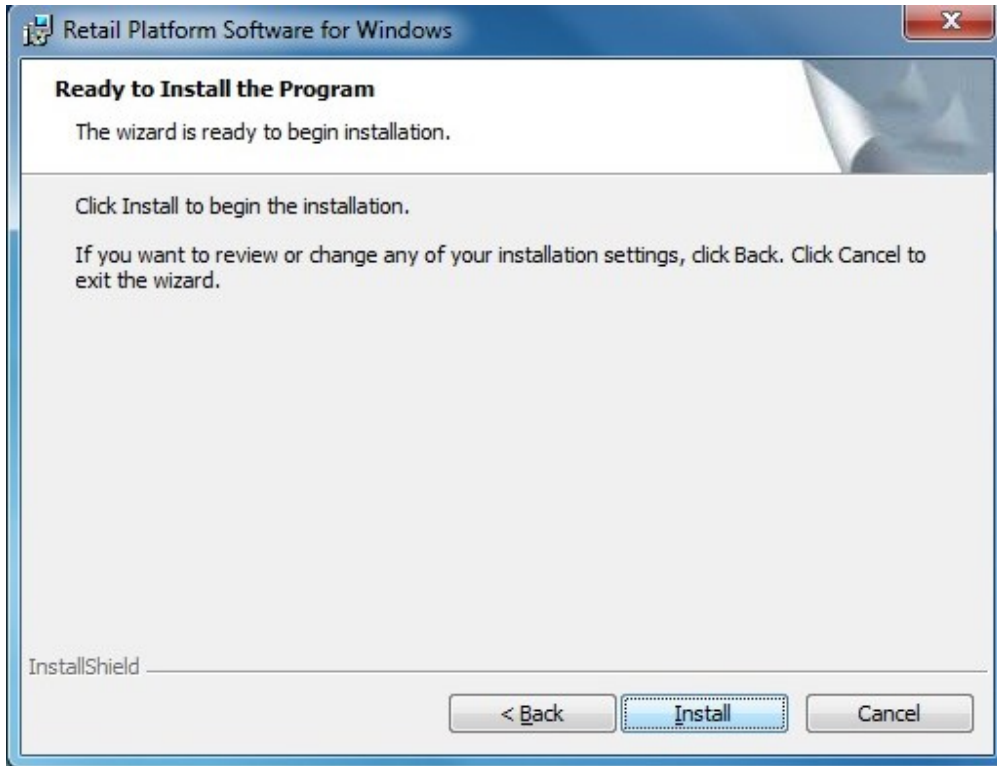 Retail Platform Software for Windows
Ready to Install the Program
The wizard is ready to begin installation.
Click Install to begin the installation.
If you want to review or change any of your installation settings, click Back. Click Cancel to
exit the wizard.
InstallShield
< Back
Install
Cancel